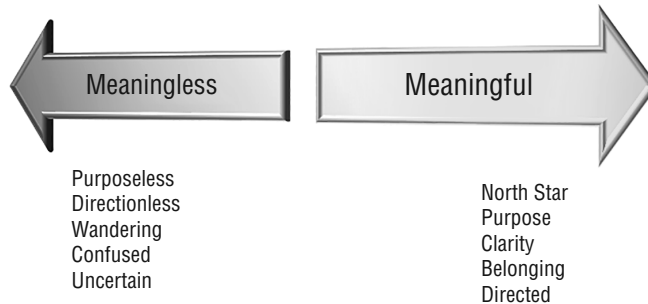 Meaningless
Meaningful
Purposeless
Directionless
Wandering
Confused
Uncertain
North Star
Purpose
Clarity
Belonging
Directed